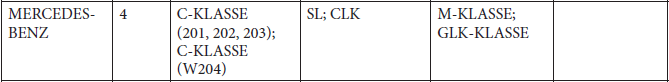 MERCEDES-
BENZ
4
C-KLASSE
(201, 202, 203);
C-KLASSE
(W204)
SL; CLK
M-KLASSE;
GLK-KLASSE